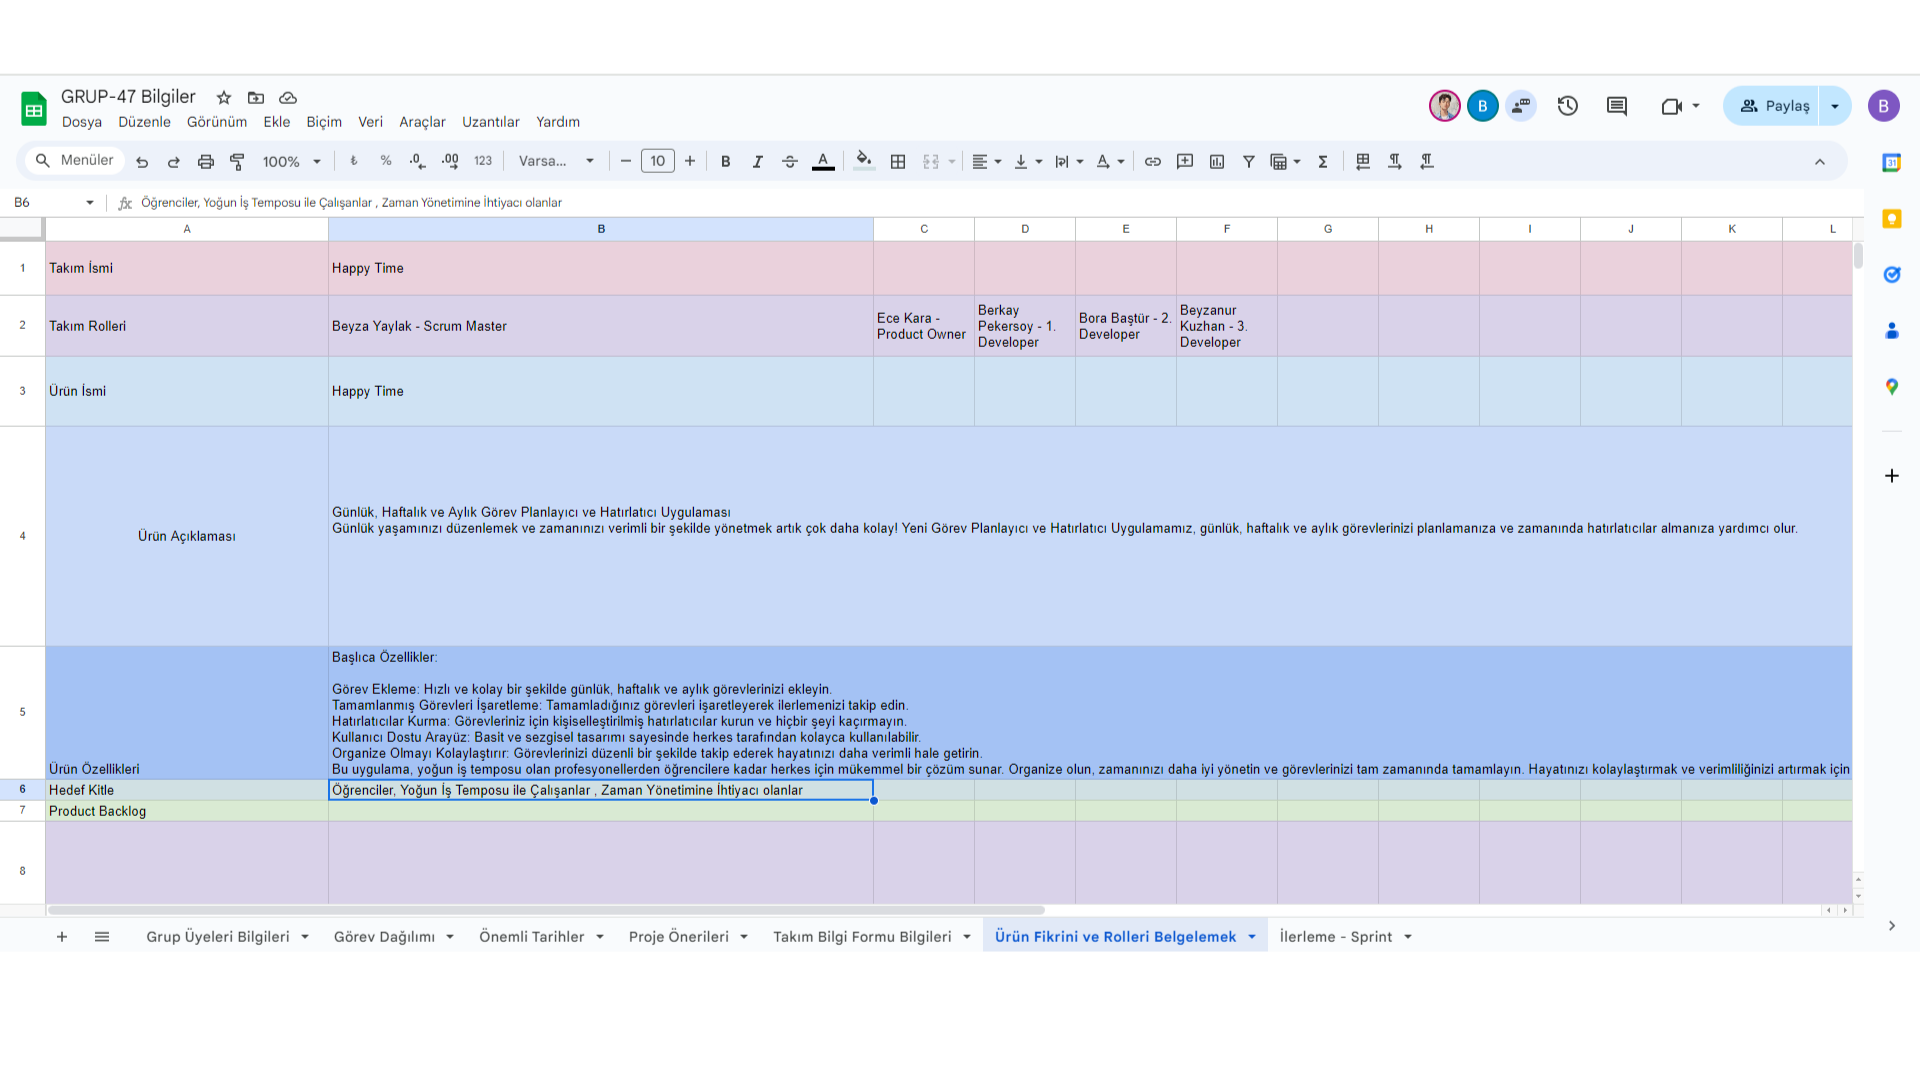 GRUP-47 Bilgiler
Dosya Düzenle Görünüm Ekle Biçim Veri Araçlar Uzantılar Yardım
B Paylaş B
Menüler 100% ₺ % .0 .00 123 Varsa... 10 B I A
31
B6 fx Öğrenciler, Yoğun İş Temposu ile Çalışanlar , Zaman Yönetimine İhtiyacı olanlar
A B C D E F G H I J K L
1 Takım İsmi Happy Time
2 Takım Rolleri Beyza Yaylak - Scrum Master
Ece Kara -
Product Owner
Berkay
Pekersoy - 1.
Developer
Bora Baştür - 2.
Developer
Beyzanur
Kuzhan - 3.
Developer
3 Ürün İsmi Happy Time
4 Ürün Açıklaması
Günlük, Haftalık ve Aylık Görev Planlayıcı ve Hatırlatıcı Uygulaması
Günlük yaşamınızı düzenlemek ve zamanınızı verimli bir şekilde yönetmek artık çok daha kolay! Yeni Görev Planlayıcı ve Hatırlatıcı Uygulamamız, günlük, haftalık ve aylık görevlerinizi planlamanıza ve zamanında hatırlatıcılar almanıza yardımcı olur.
5 Ürün Özellikleri
Başlıca Özellikler:
Görev Ekleme: Hızlı ve kolay bir şekilde günlük, haftalık ve aylık görevlerinizi ekleyin.
Tamamlanmış Görevleri İşaretleme: Tamamladığınız görevleri işaretleyerek ilerlemenizi takip edin.
Hatırlatıcılar Kurma: Görevleriniz için kişiselleştirilmiş hatırlatıcılar kurun ve hiçbir şeyi kaçırmayın.
Kullanıcı Dostu Arayüz: Basit ve sezgisel tasarımı sayesinde herkes tarafından kolayca kullanılabilir.
Organize Olmayı Kolaylaştırır: Görevlerinizi düzenli bir şekilde takip ederek hayatınızı daha verimli hale getirin.
Bu uygulama, yoğun iş temposu olan profesyonellerden öğrencilere kadar herkes için mükemmel bir çözüm sunar. Organize olun, zamanınızı daha iyi yönetin ve görevlerinizi tam zamanında tamamlayın. Hayatınızı kolaylaştırmak ve verimliliğinizi artırmak için
6 Hedef Kitle Öğrenciler, Yoğun İş Temposu ile Çalışanlar , Zaman Yönetimine İhtiyacı olanlar
7 Product Backlog
8
Grup Üyeleri Bilgileri Görev Dağılımı Önemli Tarihler Proje Önerileri Takım Bilgi Formu Bilgileri Ürün Fikrini ve Rolleri Belgelemek İlerleme - Sprint